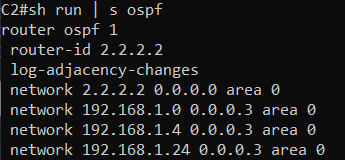 C2#sh run | s ospf
router ospf 1
router-id 2.2.2.2
log-adjacency-changes
network 2.2.2.2 0.0.0.0 area 0
network 192.168.1.0 0.0.0.3 area 0
network 192.168.1.4 0.0.0.3 area 0
network 192.168.1.24 0.0.0.3 area 0